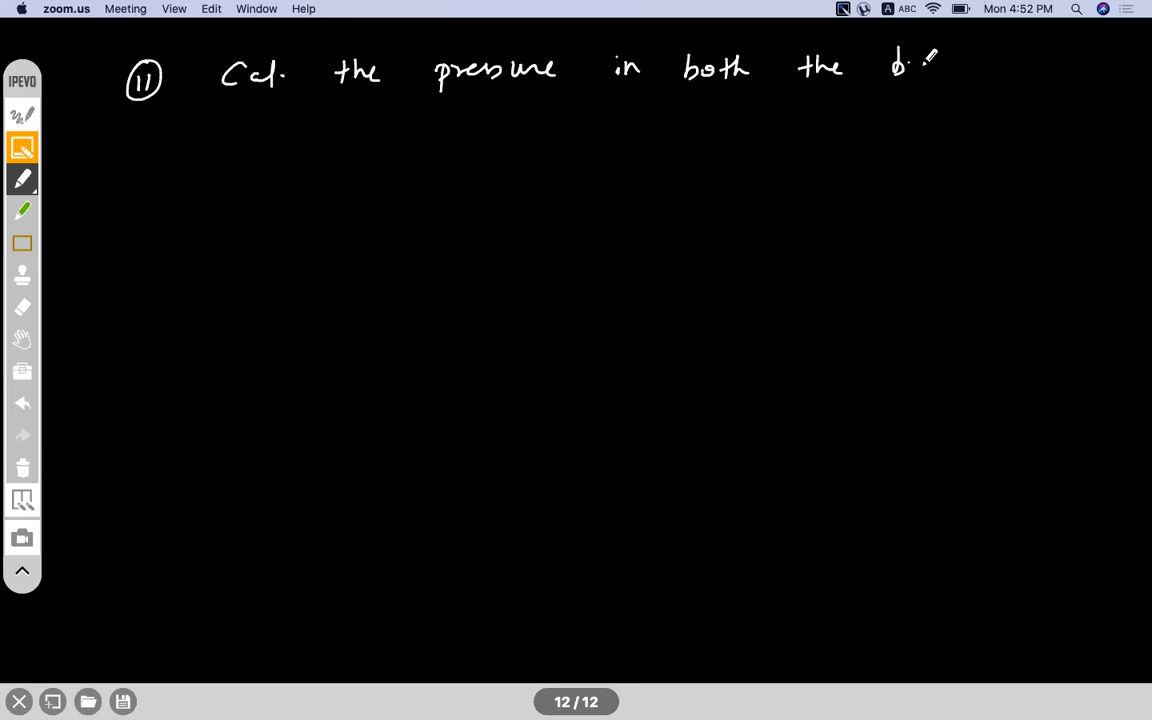 zoom.us Meeting View Edit Window Help A ABC Mon 4:52 PM
IPEVO
11 Cal. the pressure in both the
12 / 12